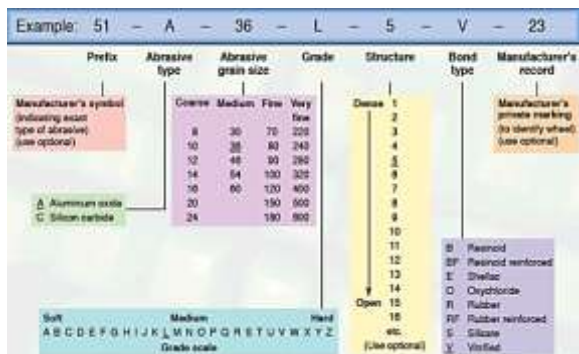 Example: 51 – A – 36 – L – 5 – V – 23
Prefix Abrasive type Abrasive grain size Grade Structure Bond type Manufacturer's record
Manufacturer's symbol
(indicating exact
type of abrasive)
(use optional)
Coarse Medium Fine Very fine
8 30 70 220
10 36 80 240
12 46 90 280
14 54 100 320
16 60 120 400
20 150 500
24 180 600
A Aluminum oxide
C Silicon carbide
Dense 1
2
3
4
5
6
7
8
9
10
11
12
13
14
Open 15
16
etc.
(Use optional)
Manufacturer's
private marking
(to identify wheel)
(use optional)
B Resinoid
BF Resinoid reinforced
E Shellac
O Oxychloride
R Rubber
RF Rubber reinforced
S Silicate
V Vitrified
Soft Medium Hard
A B C D E F G H I J K L M N O P Q R S T U V W X Y Z
Grade scale